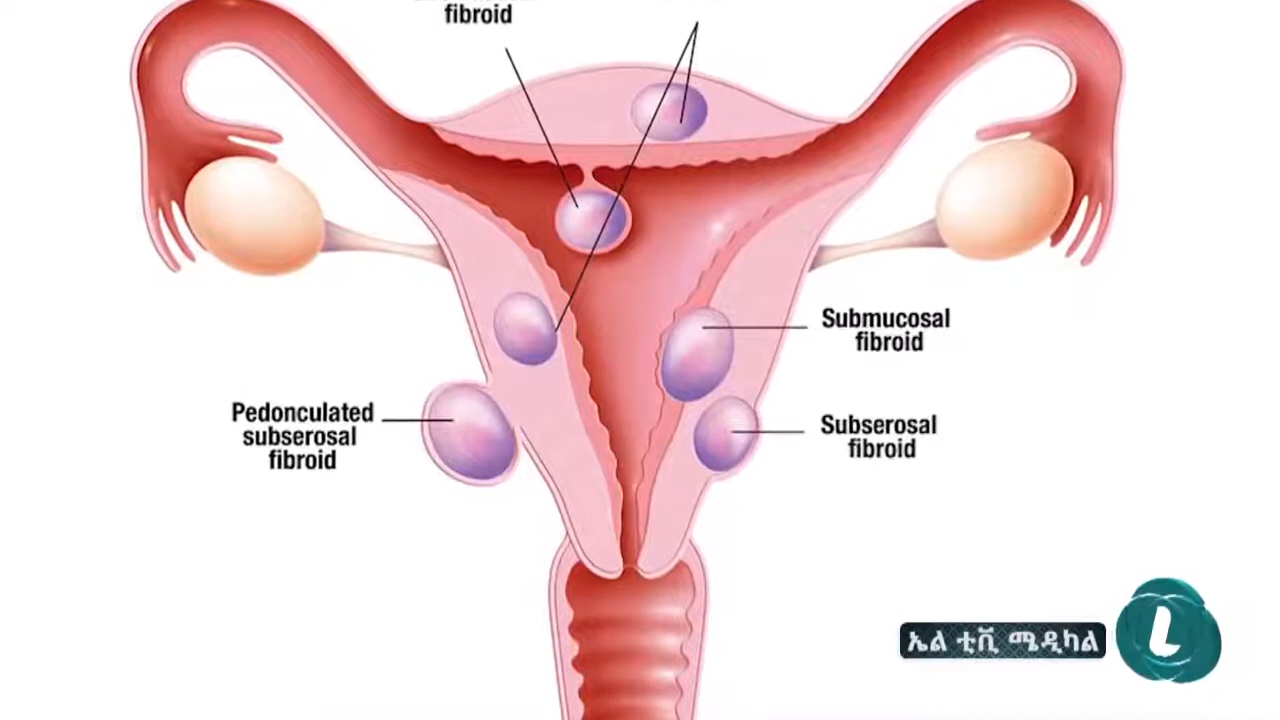 fibroid
Submucosal
fibroid
Pedonculated
subserosal
fibroid
Subserosal
fibroid
ኤል ቲቪ ሜዲካል
L